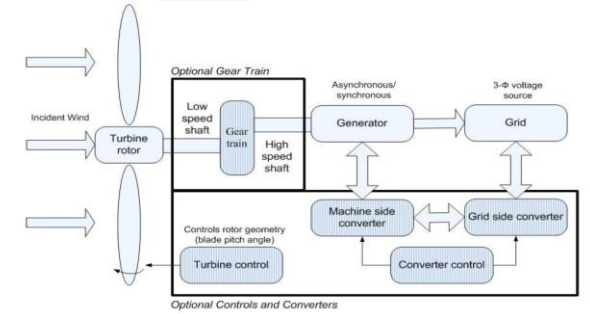 Optional Gear Train
Asynchronous/
synchronous
3-Φ voltage
source
Incident Wind
Low
speed
shaft
Gear
train
Generator
Grid
Turbine
rotor
High
speed
shaft
Machine side
converter
Grid side converter
Controls rotor geometry
(blade pitch angle)
Turbine control
Converter control
Optional Controls and Converters